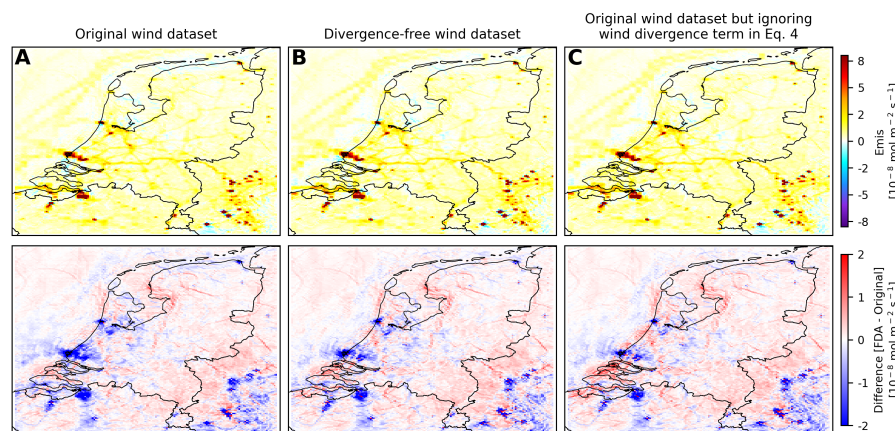 Original wind dataset
Divergence-free wind dataset
Original wind dataset but ignoring
wind divergence term in Eq. 4
A
B
C
8
5
2
0
-2
-5
-8
Emis
[10⁻⁸ mol m⁻² s⁻¹]
2
1
0
-1
-2
Difference [FDA - Original]
[10⁻⁸ mol m⁻² s⁻¹]